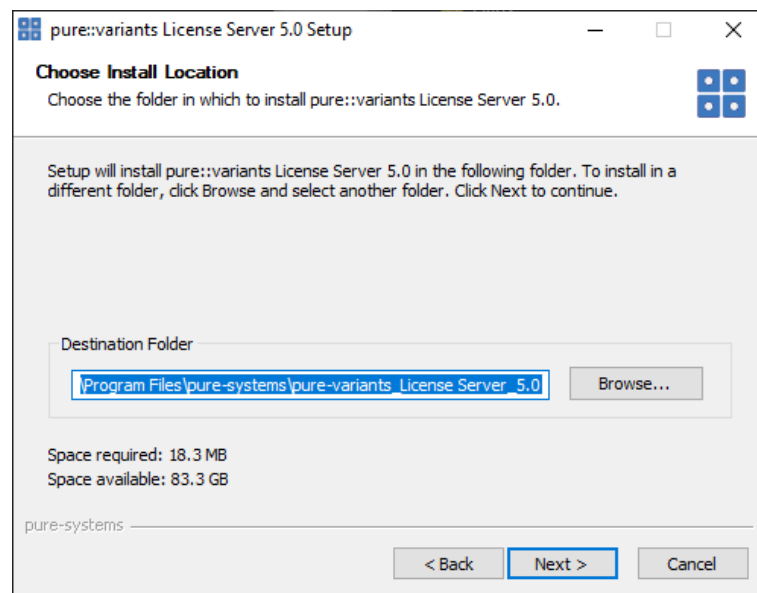 pure::variants License Server 5.0 Setup
Choose Install Location
Choose the folder in which to install pure::variants License Server 5.0.
Setup will install pure::variants License Server 5.0 in the following folder. To install in a
different folder, click Browse and select another folder. Click Next to continue.
Destination Folder
\Program Files\pure-systems\pure-variants_License Server_5.0
Browse...
Space required: 18.3 MB
Space available: 83.3 GB
pure-systems
< Back
Next >
Cancel